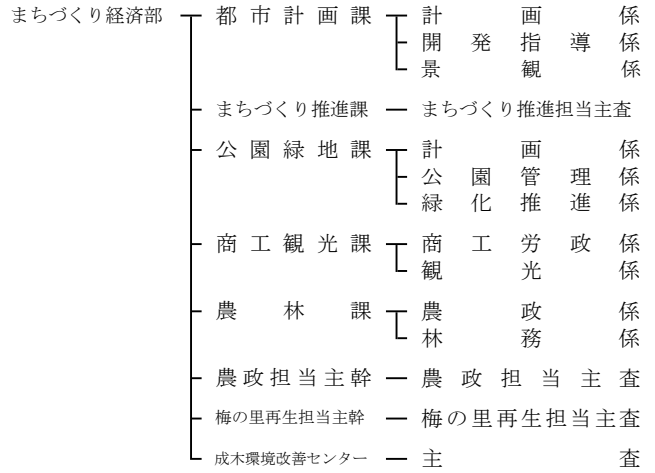 まちづくり経済部 都市計画課 計画係
開発指導係
景観係
まちづくり推進課 まちづくり推進担当主査
公園緑地課 計画係
公園管理係
緑化推進係
商工観光課 商工労政係
観光係
農林課 農政係
林務係
農政担当主幹 農政担当主査
梅の里再生担当主幹 梅の里再生担当主査
成木環境改善センター 主査